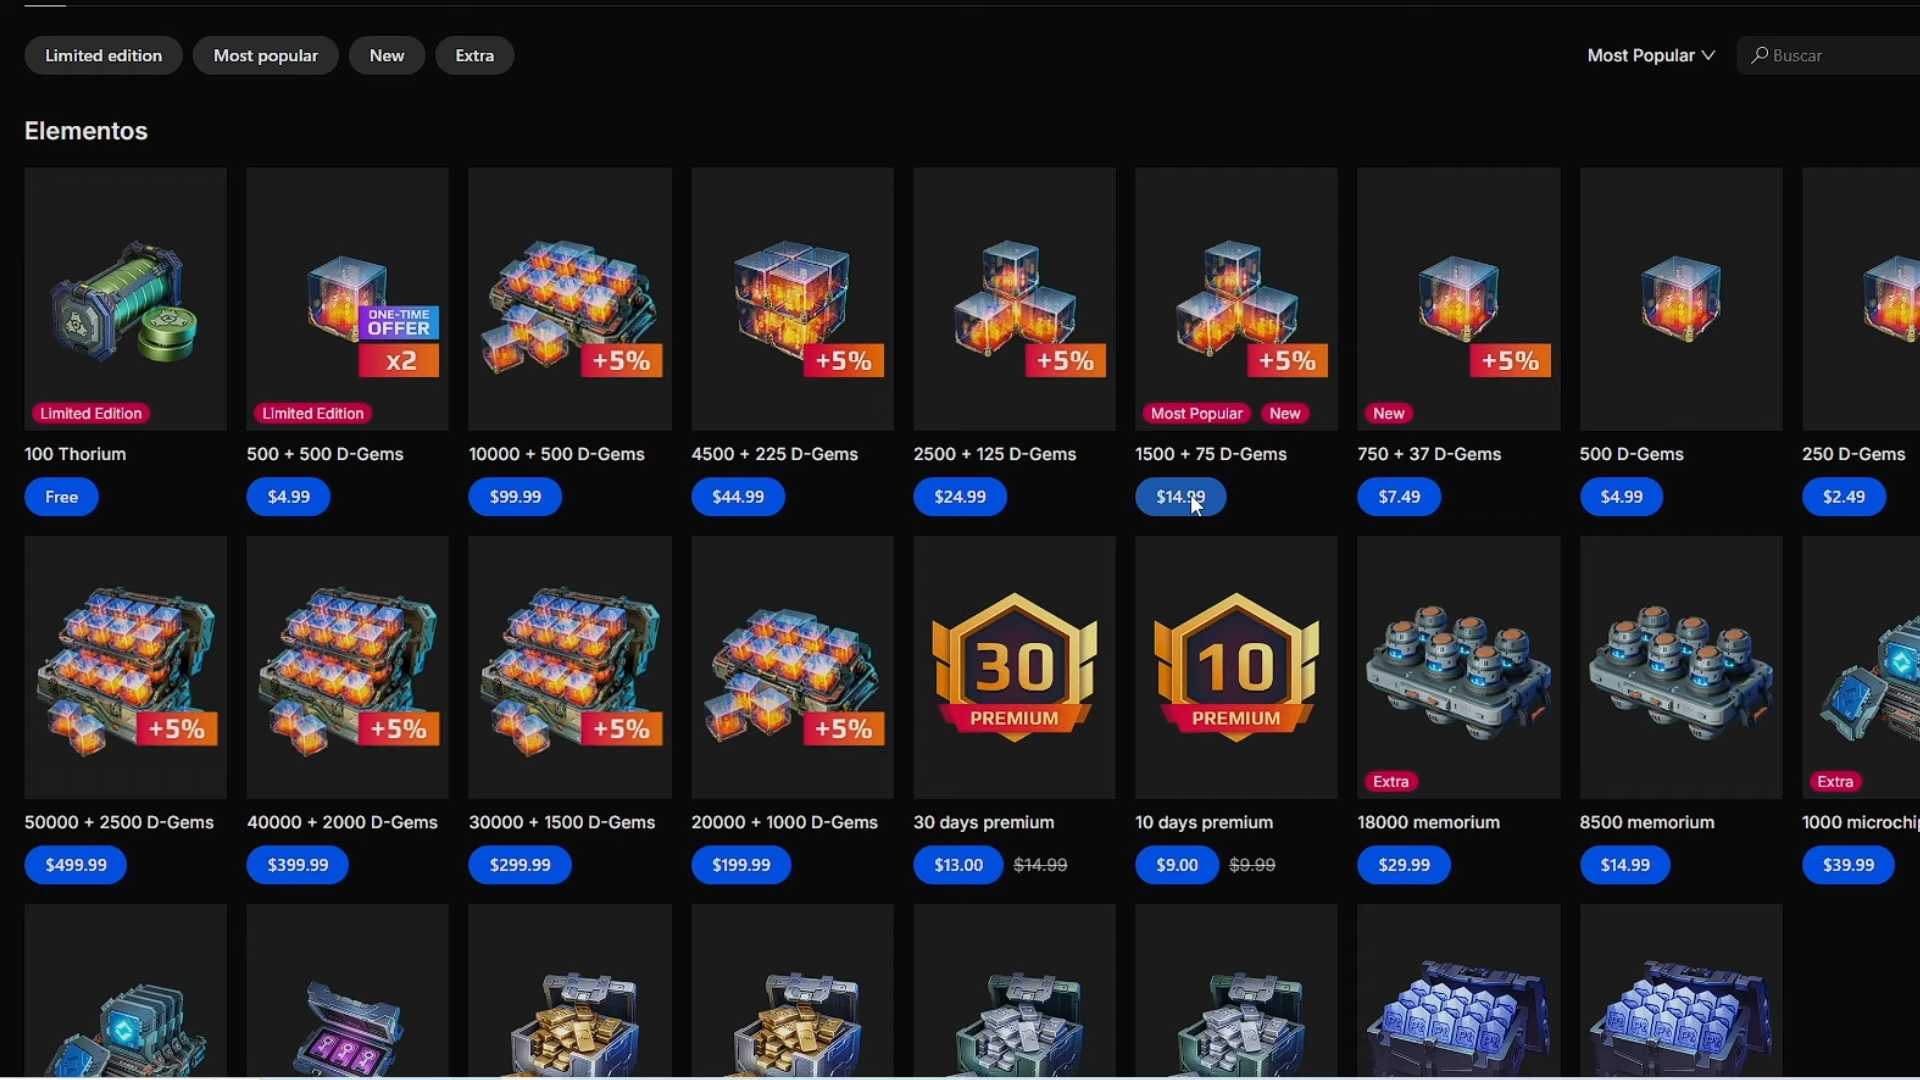 Limited edition
Most popular
New
Extra
Most Popular
Buscar
Elementos
ONE-TIME
OFFER
x2
+5%
+5%
+5%
+5%
+5%
Limited Edition
Limited Edition
Most Popular
New
New
100 Thorium
500 + 500 D-Gems
10000 + 500 D-Gems
4500 + 225 D-Gems
2500 + 125 D-Gems
1500 + 75 D-Gems
750 + 37 D-Gems
500 D-Gems
250 D-Gems
Free
$4.99
$99.99
$44.99
$24.99
$14.99
$7.49
$4.99
$2.49
+5%
+5%
+5%
+5%
30
PREMIUM
10
PREMIUM
Extra
Extra
50000 + 2500 D-Gems
40000 + 2000 D-Gems
30000 + 1500 D-Gems
20000 + 1000 D-Gems
30 days premium
10 days premium
18000 memorium
8500 memorium
1000
$499.99
$399.99
$299.99
$199.99
$13.00
$14.99
$9.00
$9.99
$29.99
$14.99
$39.99